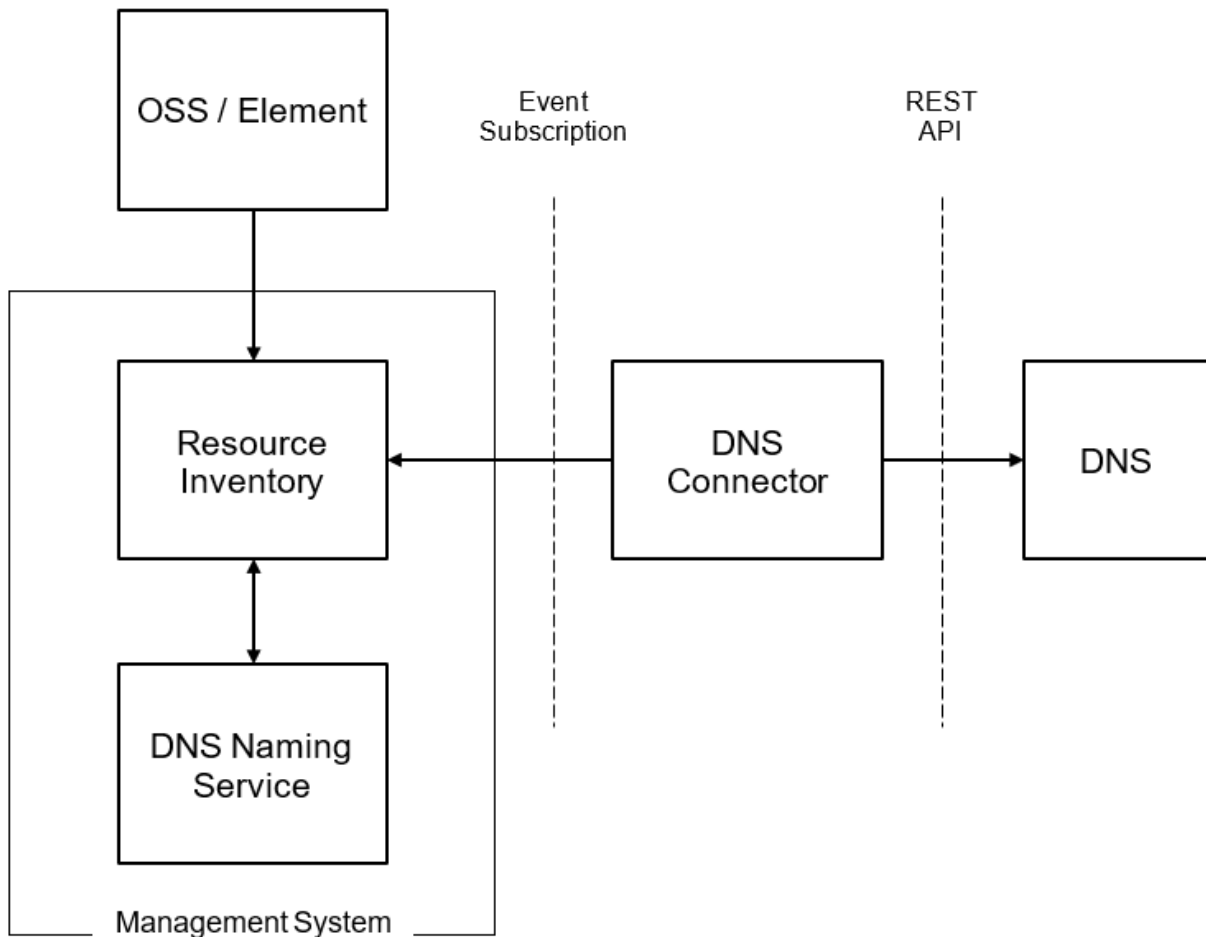 OSS / Element
Event
Subscription
REST
API
Resource
Inventory
DNS
Connector
DNS
DNS Naming
Service
Management System